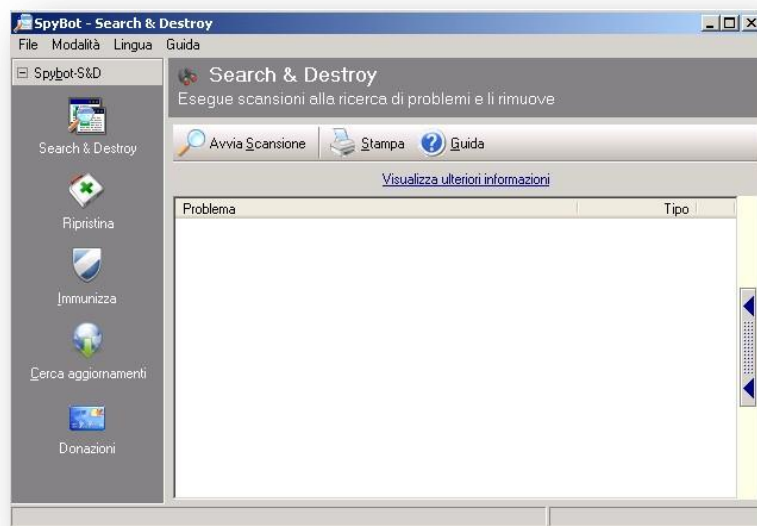 SpyBot - Search & Destroy
File Modalità Lingua Guida
Spybot-S&D
Search & Destroy
Ripristina
Immunizza
Cerca aggiornamenti
Donazioni
Search & Destroy
Esegue scansioni alla ricerca di problemi e li rimuove
Avvia Scansione Stampa Guida
Visualizza ulteriori informazioni
Problema Tipo